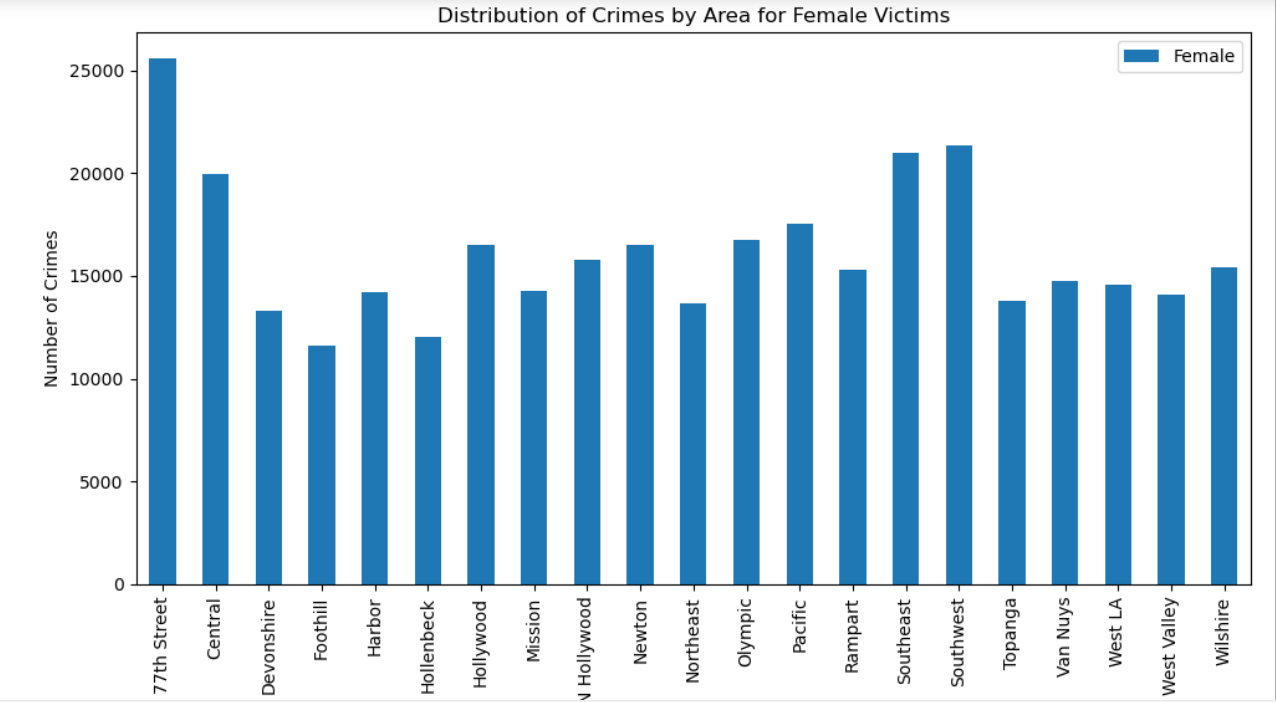 Distribution of Crimes by Area for Female Victims
Female
Number of Crimes
25000
20000
15000
10000
5000
0
77th Street
Central
Devonshire
Foothill
Harbor
Hollenbeck
Hollywood
Mission
N Hollywood
Newton
Northeast
Olympic
Pacific
Rampart
Southeast
Southwest
Topanga
Van Nuys
West LA
West Valley
Wilshire